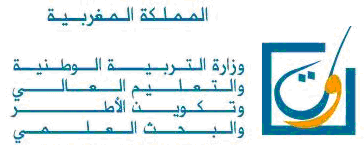 المملكة المغربية
وزارة التربية الوطنية
والتعليم العالي
وتكوين الأطر
والبحث العلمي